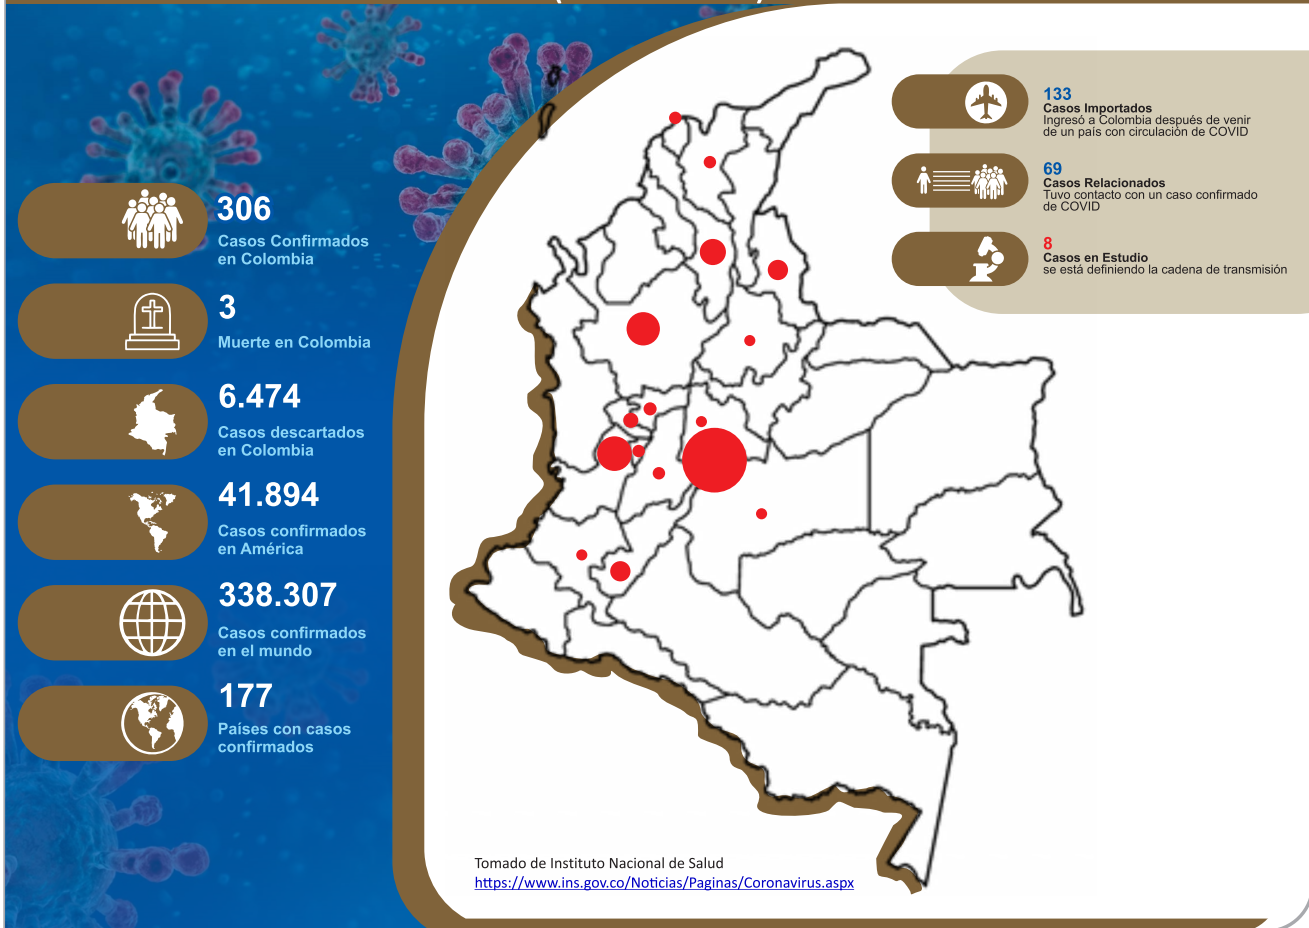 306
Casos Confirmados
en Colombia
3
Muerte en Colombia
6.474
Casos descartados
en Colombia
41.894
Casos confirmados
en América
338.307
Casos confirmados
en el mundo
177
Países con casos
confirmados
133
Casos Importados
Ingresó a Colombia después de venir
de un país con circulación de COVID
69
Casos Relacionados
Tuvo contacto con un caso confirmado
de COVID
8
Casos en Estudio
se está definiendo la cadena de transmisión
Tomado de Instituto Nacional de Salud
https://www.ins.gov.co/Noticias/Paginas/Coronavirus.aspx